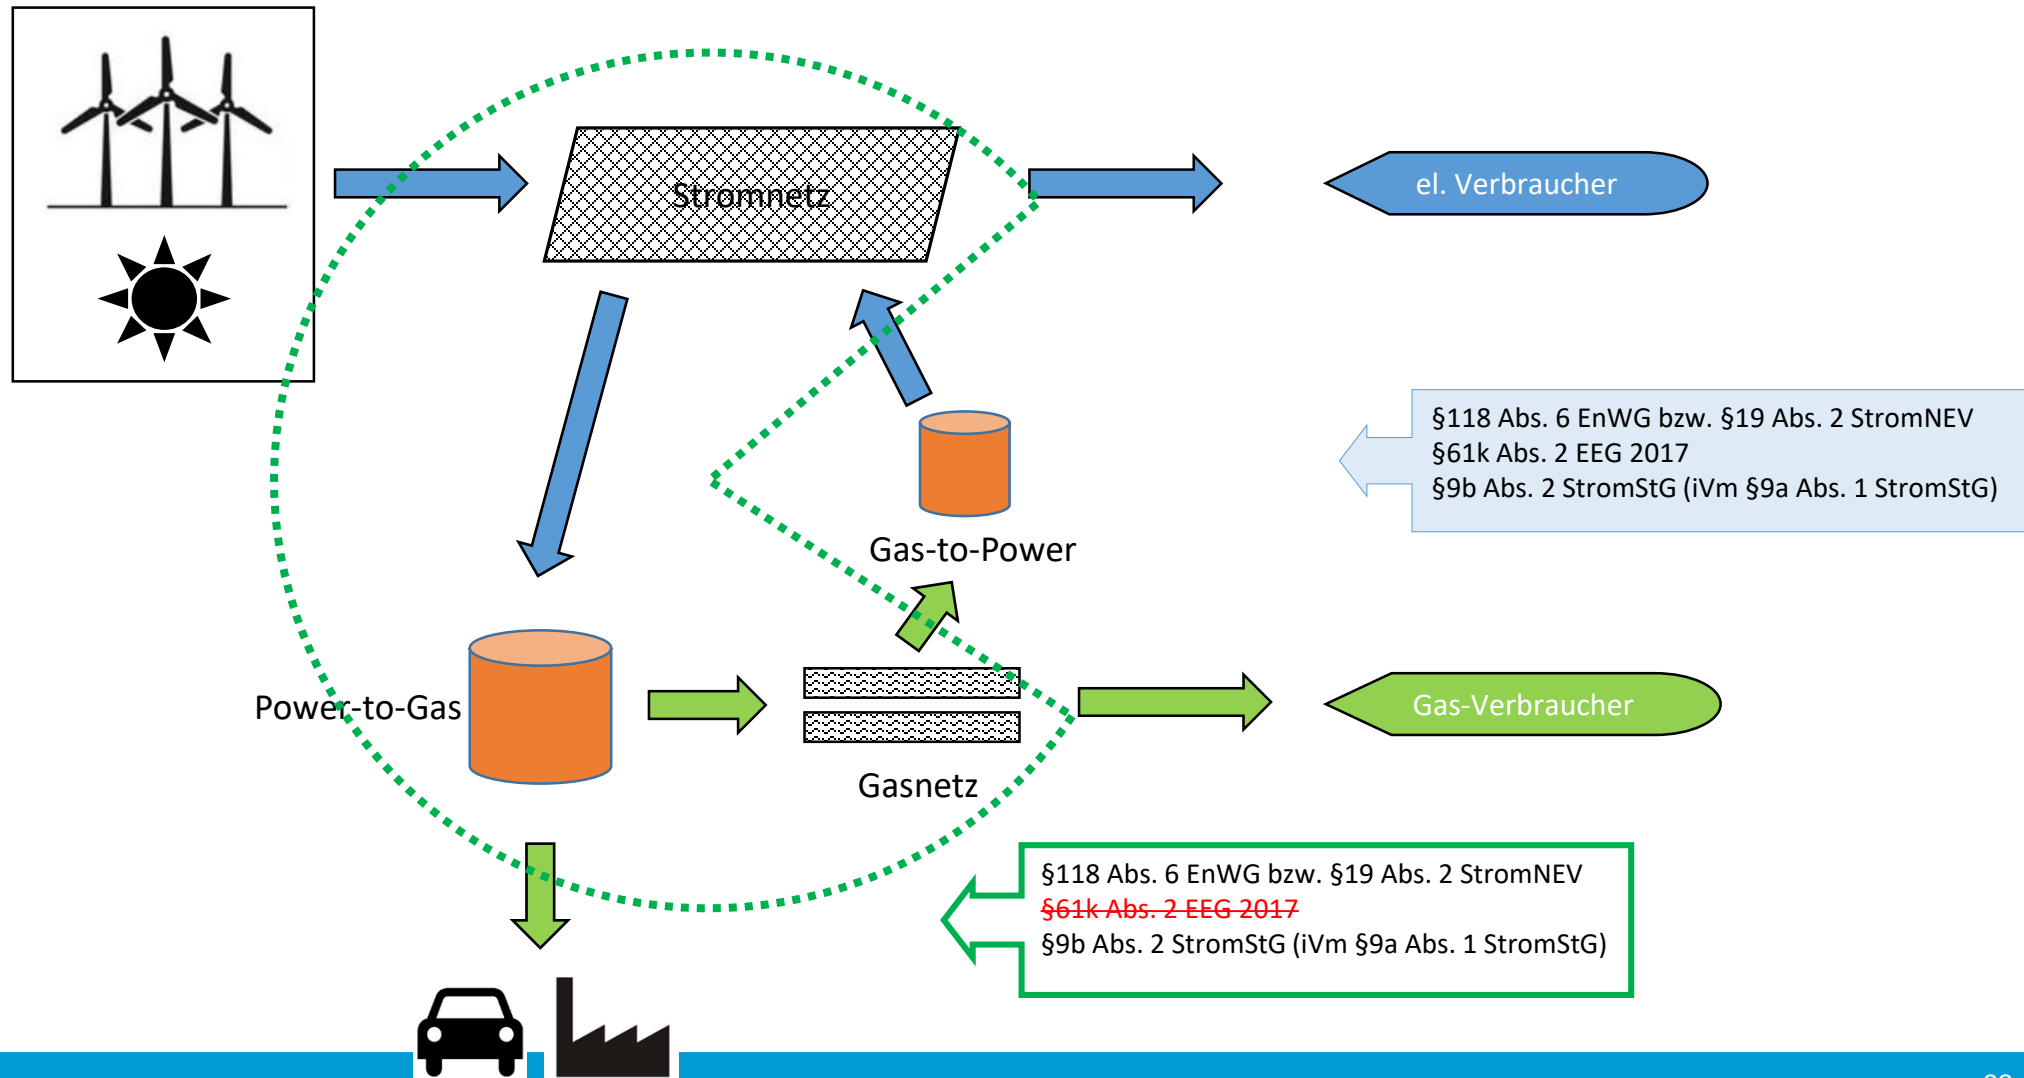 Stromnetz
el. Verbraucher
§118 Abs. 6 EnWG bzw. §19 Abs. 2 StromNEV
§61k Abs. 2 EEG 2017
§9b Abs. 2 StromStG (iVm §9a Abs. 1 StromStG)
Gas-to-Power
Power-to-Gas
Gas-Verbraucher
Gasnetz
§118 Abs. 6 EnWG bzw. §19 Abs. 2 StromNEV
§61k Abs. 2 EEG 2017
§9b Abs. 2 StromStG (iVm §9a Abs. 1 StromStG)